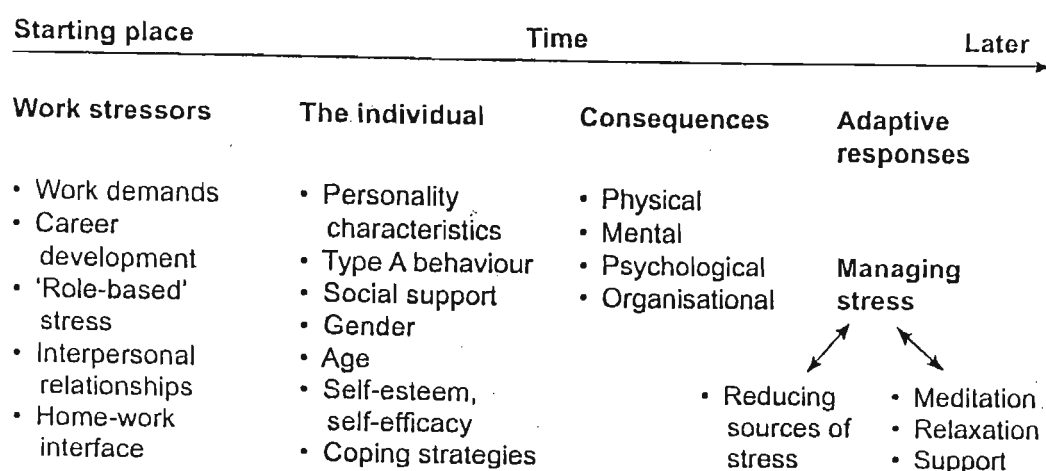 Starting place Time Later
Work stressors
• Work demands
• Career
development
• 'Role-based'
stress
• Interpersonal
relationships
• Home-work
interface
The individual
• Personality
characteristics
• Type A behaviour
• Social support
• Gender
• Age
• Self-esteem,
self-efficacy
• Coping strategies
Consequences
• Physical
• Mental
• Psychological
• Organisational
Adaptive
responses
Managing
stress
• Reducing
sources of
stress
• Meditation
• Relaxation
• Support